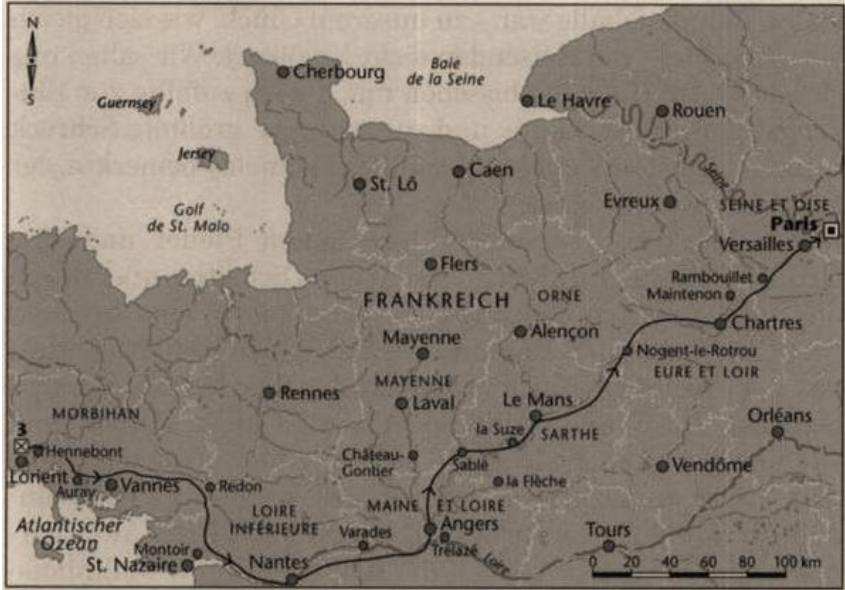 N
S
Cherbourg
Baie
de la Seine
Le Havre
Rouen
Guernsey
Jersey
St. Lô
Caen
Seine
Evreux
SEINE ET OISE
Paris
Versailles
Golf
de St. Malo
Flers
Rambouillet
Maintenon
FRANKREICH
ORNE
Alençon
Chartres
Mayenne
Nogent-le-Rotrou
EURE ET LOIR
Rennes
MAYENNE
Laval
Le Mans
la Suze
SARTHE
Orléans
MORBIHAN
3
Hennebont
Lorient
Auray
Vannes
Redon
Château-
Gontier
Sablé
la Flèche
Vendôme
LOIRE
INFÉRIEURE
MAINE ET LOIRE
Angers
Trélazé
Varades
Atlantischer
Ozean
Montoir
St. Nazaire
Nantes
Loire
Tours
0 20 40 60 80 100 km